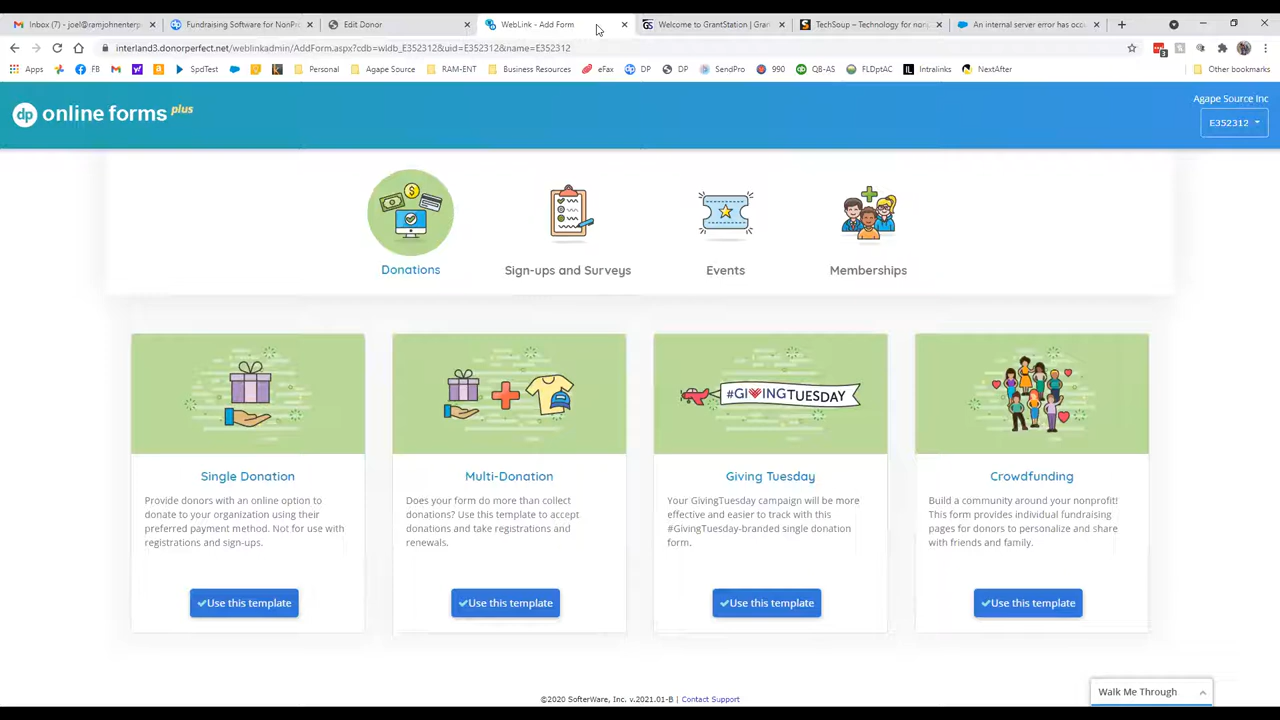 Inbox (7) - joel@ramjohnenterp
Fundraising Software for NonPro
Edit Donor
WebLink - Add Form
Welcome to GrantStation | Gran
TechSoup – Technology for non
An internal server error has occ
interland3.donorperfect.net/weblinkadmin/AddForm.aspx?cdb=wldb_E352312&uid=E352312&name=E352312
3
Apps
FB
SpdTest
Personal
Agape Source
RAM-ENT
Business Resources
eFax
DP
DP
SendPro
990
QB-AS
FLDptAC
Intralinks
NextAfter
Other bookmarks
dp online forms plus
Agape Source Inc
E352312
Donations
Sign-ups and Surveys
Events
Memberships
#GIVINGTUESDAY
Single Donation
Multi-Donation
Giving Tuesday
Crowdfunding
Provide donors with an online option to
donate to your organization using their
preferred payment method. Not for use with
registrations and sign-ups.
Does your form do more than collect
donations? Use this template to accept
donations and take registrations and
renewals.
Your GivingTuesday campaign will be more
effective and easier to track with this
#GivingTuesday-branded single donation
form.
Build a community around your nonprofit!
This form provides individual fundraising
pages for donors to personalize and share
with friends and family.
Use this template
Use this template
Use this template
Use this template
Walk Me Through
©2020 SofterWare, Inc. v.2021.01-B | Contact Support